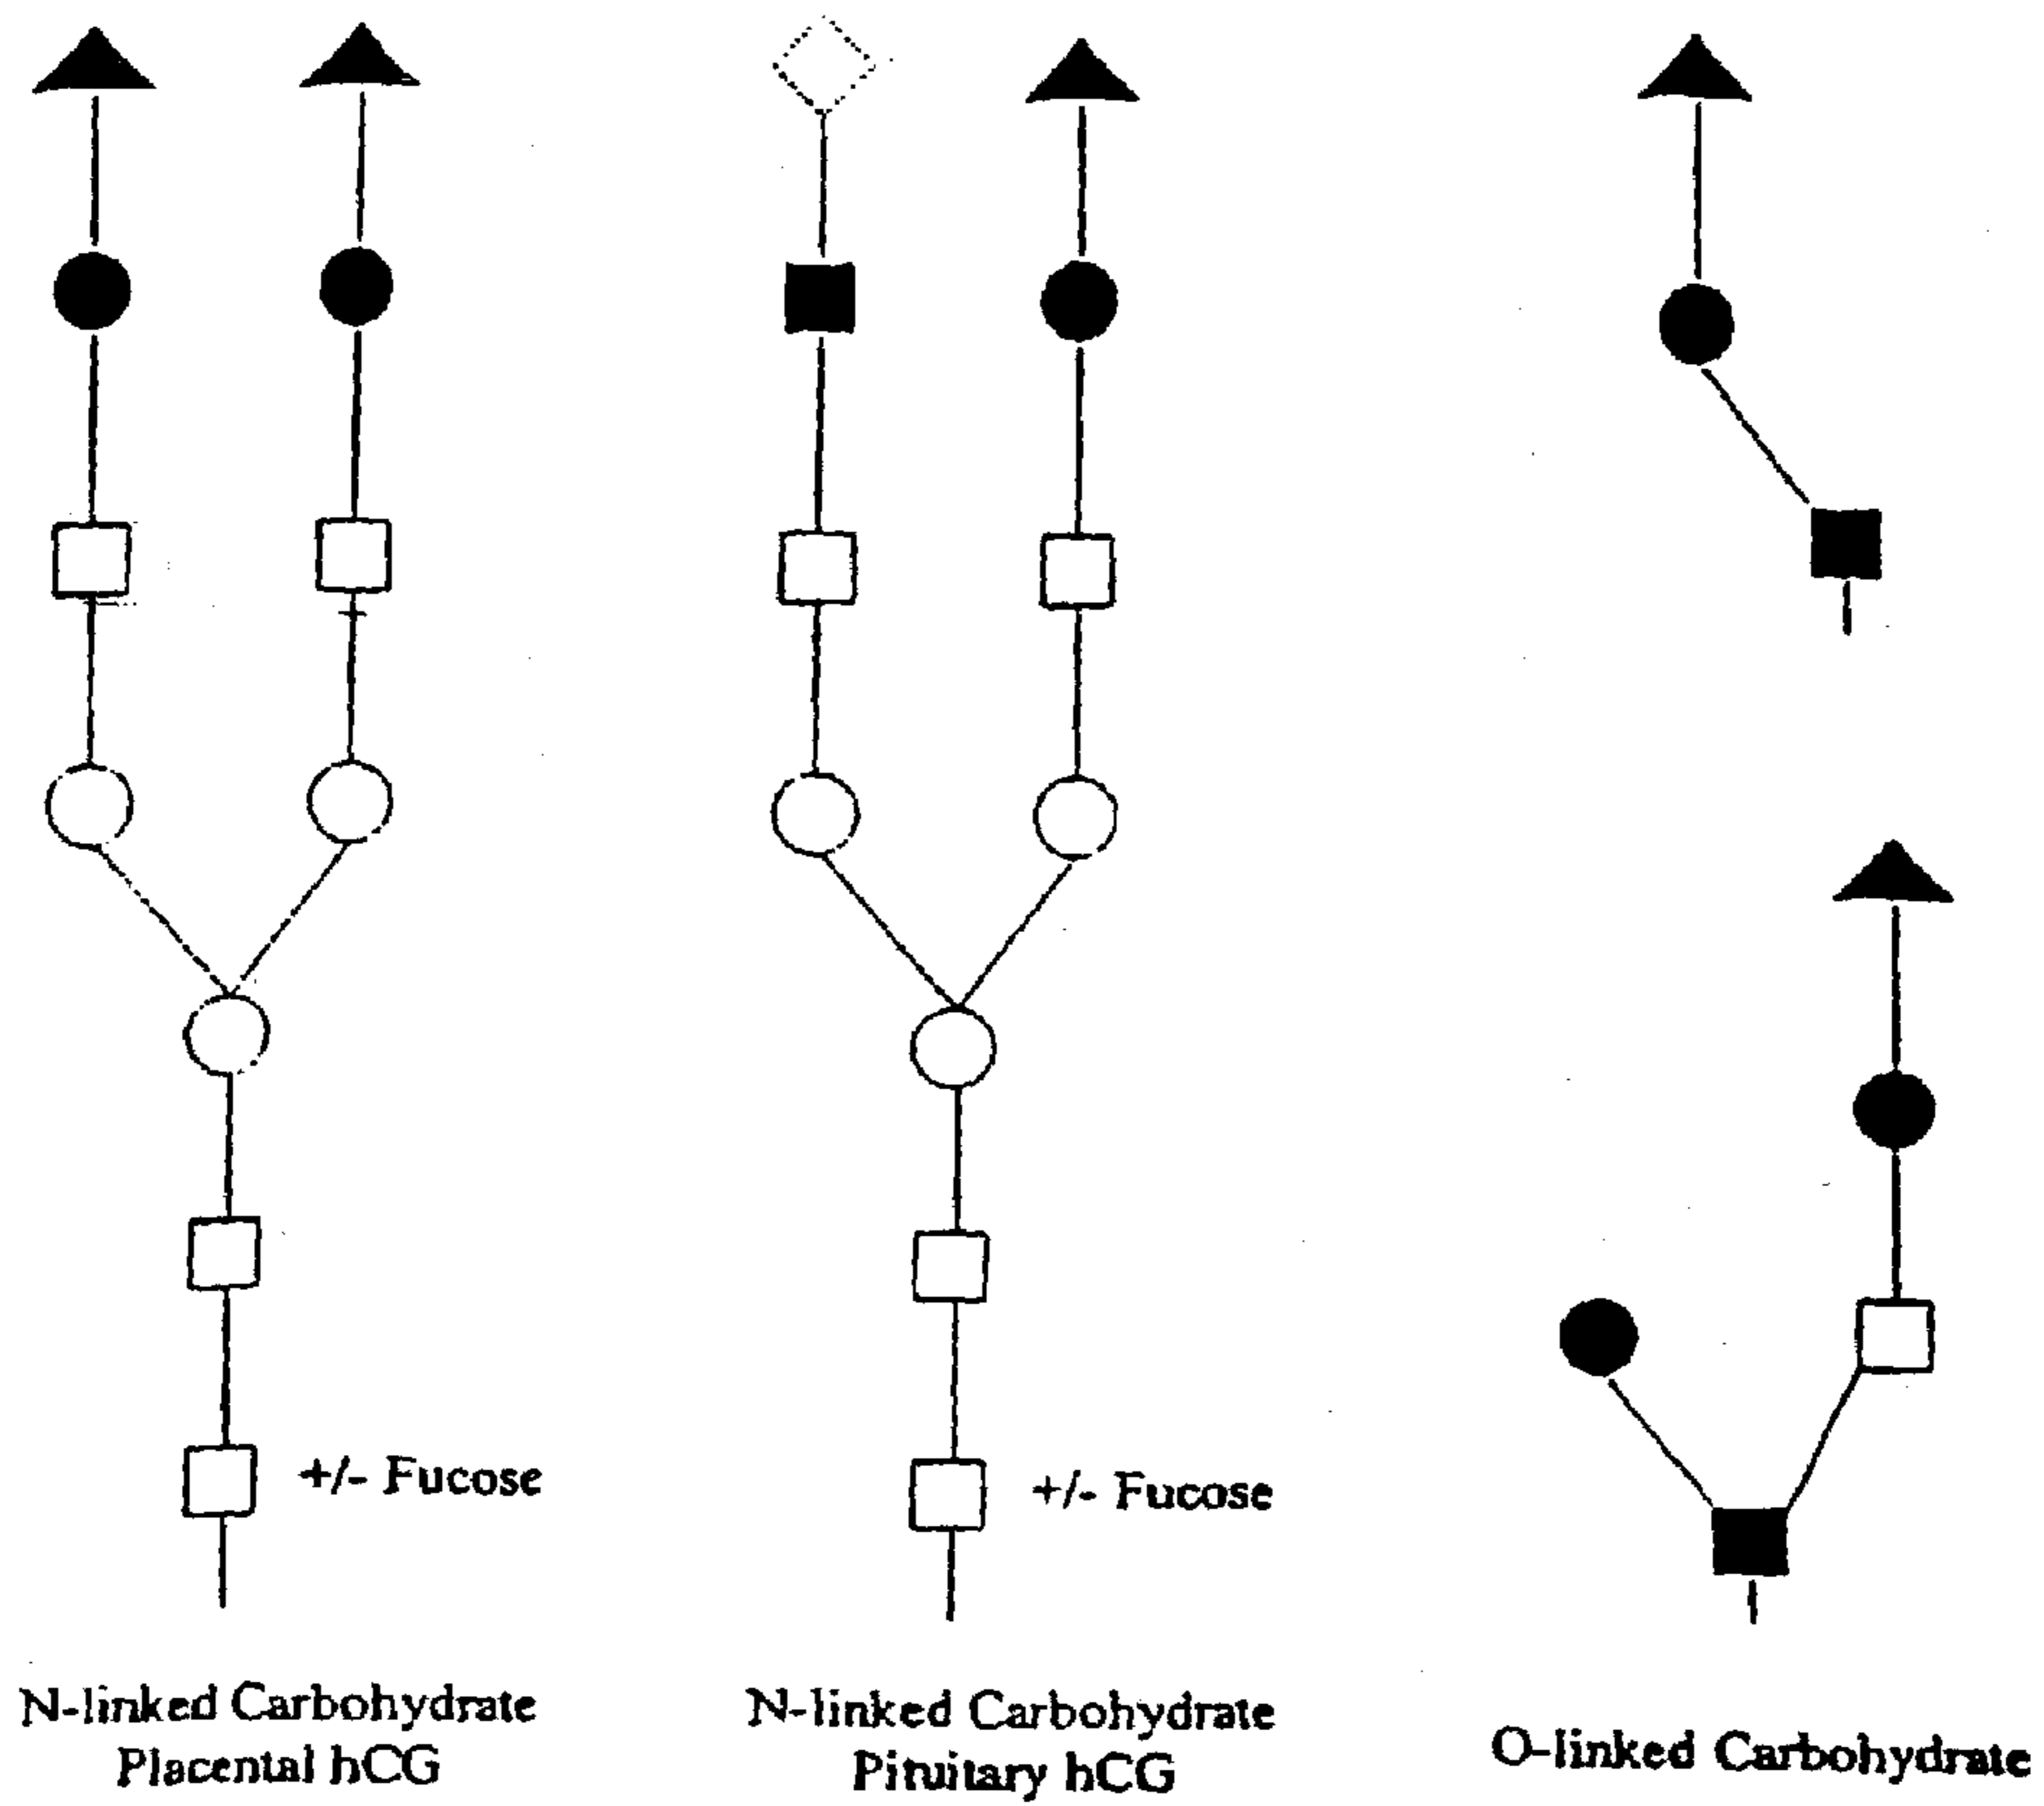 +/- Fucose
+/- Fucose
N-linked Carbohydrate
Placental hCG
N-linked Carbohydrate
Pituitary hCG
O-linked Carbohydrate